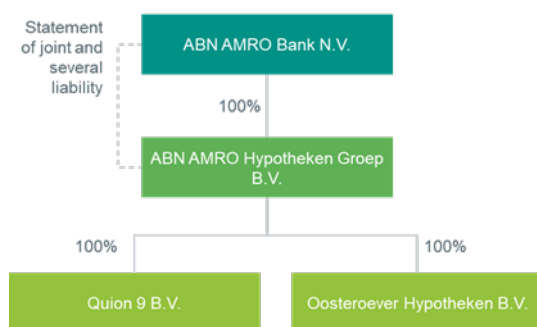 Statement
of joint and
several
liability
ABN AMRO Bank N.V.
100%
ABN AMRO Hypotheken Groep
B.V.
100%
100%
Quion 9 B.V.
Oosteroever Hypotheken B.V.